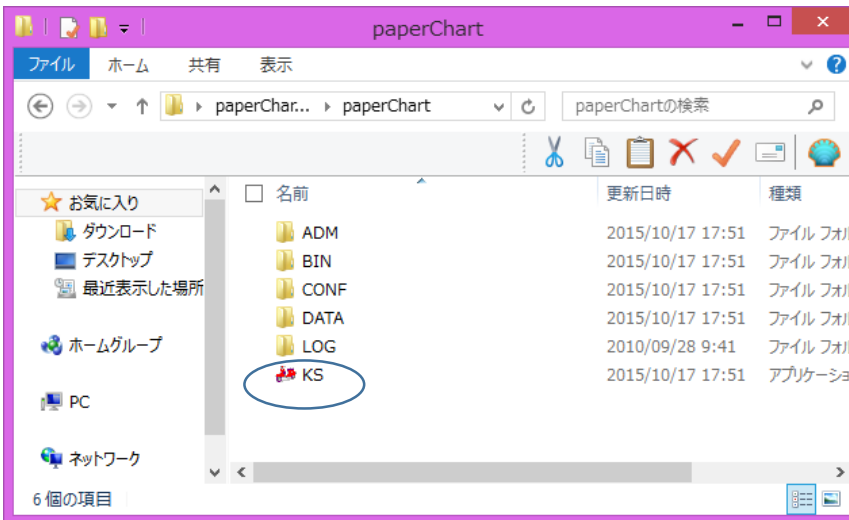 paperChart
ファイル ホーム 共有 表示
paperChar... paperChart paperChartの検索
名前 更新日時 種類
お気に入り
ダウンロード
デスクトップ
最近表示した場所
ホームグループ
PC
ネットワーク
ADM 2015/10/17 17:51 ファイル フォル
BIN 2015/10/17 17:51 ファイル フォル
CONF 2015/10/17 17:51 ファイル フォル
DATA 2015/10/17 17:51 ファイル フォル
LOG 2010/09/28 9:41 ファイル フォル
KS 2015/10/17 17:51 アプリケーショ
6 個の項目